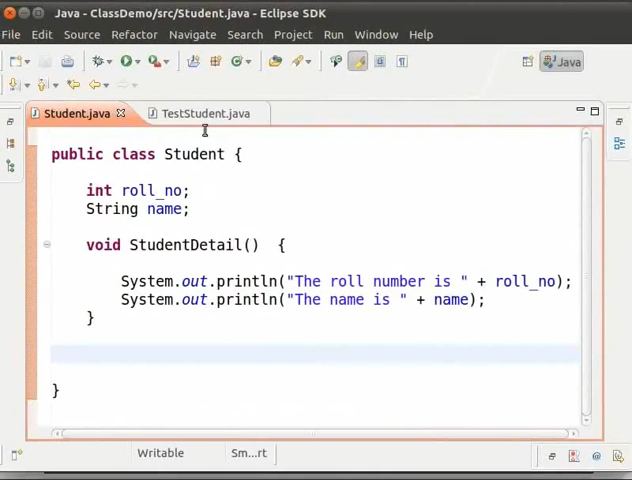 Java - ClassDemo/src/Student.java - Eclipse SDK
File Edit Source Refactor Navigate Search Project Run Window Help
Java
Student.java TestStudent.java
public class Student {
int roll_no;
String name;
void StudentDetail() {
System.out.println("The roll number is " + roll_no);
System.out.println("The name is " + name);
}
}
Writable Sm...rt